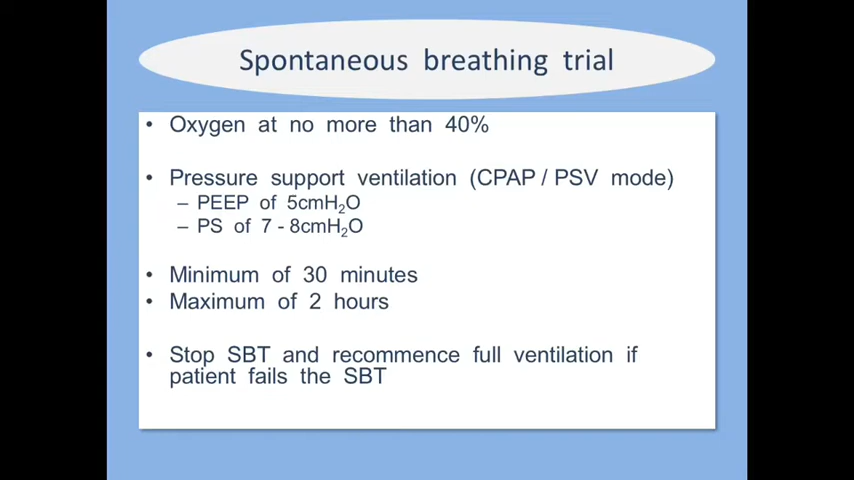 Spontaneous breathing trial
• Oxygen at no more than 40%
• Pressure support ventilation (CPAP / PSV mode)
– PEEP of 5cmH₂O
– PS of 7 - 8cmH₂O
• Minimum of 30 minutes
• Maximum of 2 hours
• Stop SBT and recommence full ventilation if
patient fails the SBT